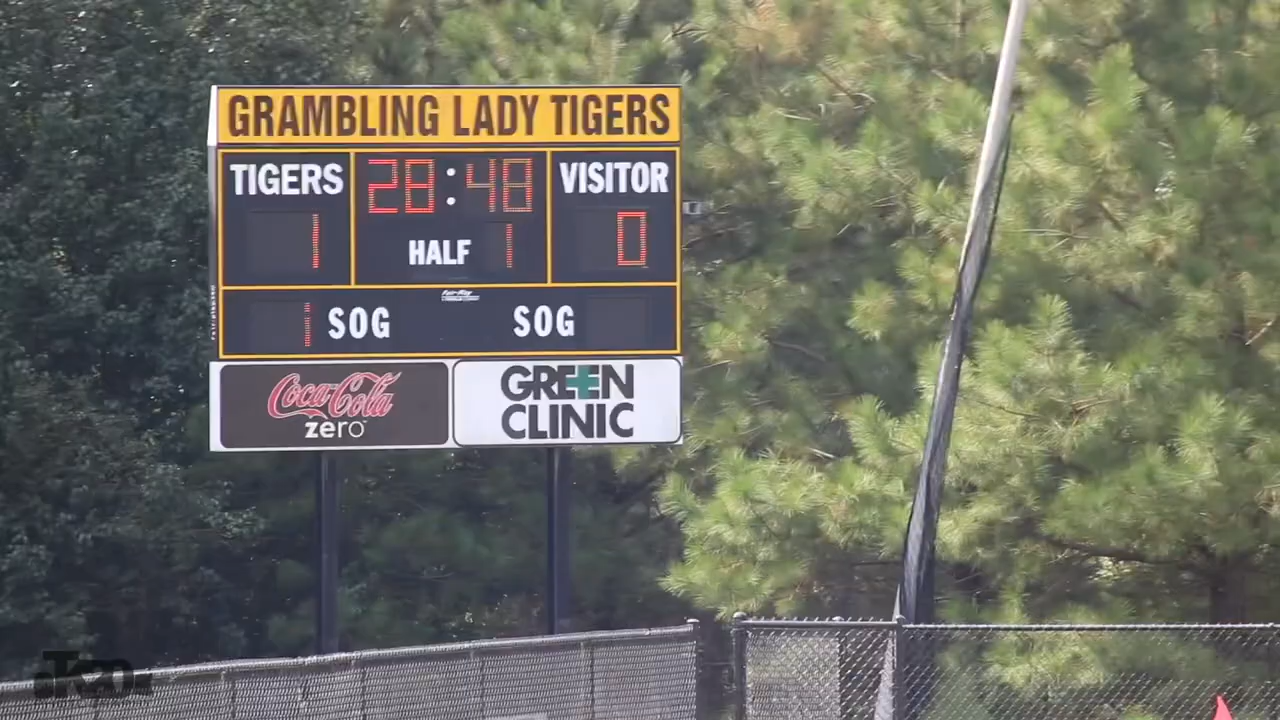 GRAMBLING LADY TIGERS
TIGERS 28:48 VISITOR
1 HALF 1 0
1 SOG SOG
Coca-Cola
zero
GREEN
CLINIC